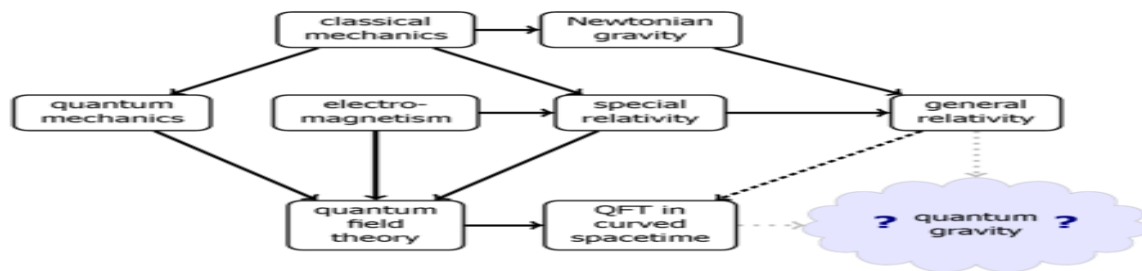 classical
mechanics
Newtonian
gravity
quantum
mechanics
electro-
magnetism
special
relativity
general
relativity
quantum
field
theory
QFT in
curved
spacetime
? quantum ?
gravity